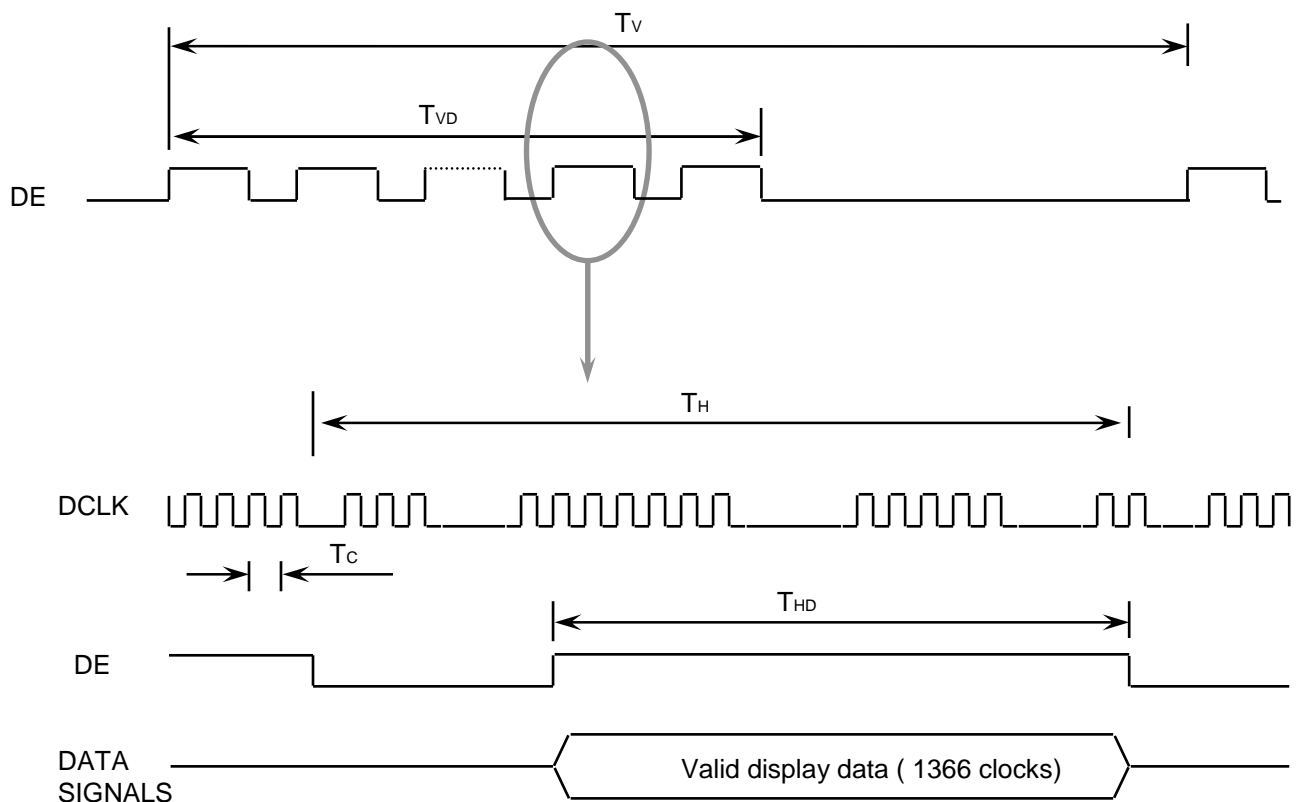 TV
TVD
DE
TH
DCLK
TC
THD
DE
DATA
SIGNALS
Valid display data ( 1366 clocks)